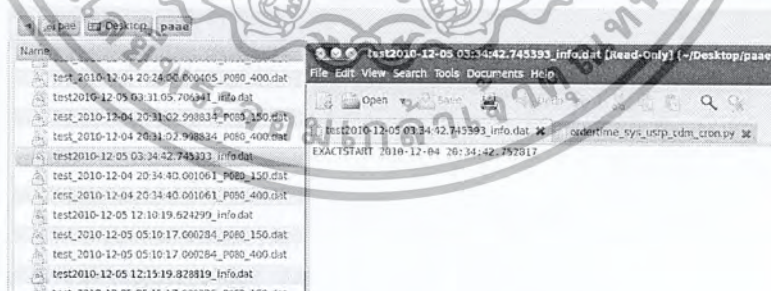 pae Desktop paae
Name
test_2010-12-04 20:24:00.000405_P080_400.dat
test2010-12-05 03:31:05.706341_info.dat
test_2010-12-04 20:31:02.998834_P080_150.dat
test_2010-12-04 20:31:02.998834_P080_400.dat
test2010-12-05 03:34:42.745393_info.dat
test_2010-12-04 20:34:40.001061_P080_150.dat
test_2010-12-04 20:34:40.001061_P080_400.dat
test2010-12-05 12:10:19.624299_info.dat
test_2010-12-05 05:10:17.000284_P080_150.dat
test_2010-12-05 05:10:17.000284_P080_400.dat
test2010-12-05 12:15:19.828819_info.dat
test2010-12-05 03:34:42.745393_info.dat [Read-Only] (~/Desktop/paae
File Edit View Search Tools Documents Help
Open Save Undo
test2010-12-05 03:34:42.745393_info.dat ordertime_sys_usrp_cdm_cron.py
EXACTSTART 2010-12-04 20:34:42.752817